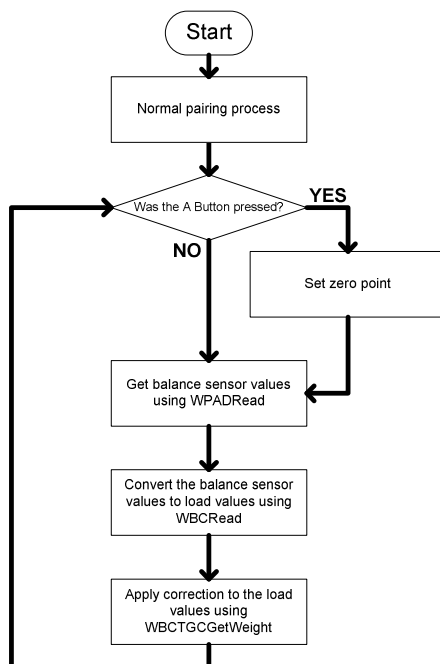 Start
Normal pairing process
Was the A Button pressed?
YES
NO
Set zero point
Get balance sensor values
using WPADRead
Convert the balance sensor
values to load values using
WBCRead
Apply correction to the load
values using
WBCTGCGetWeight